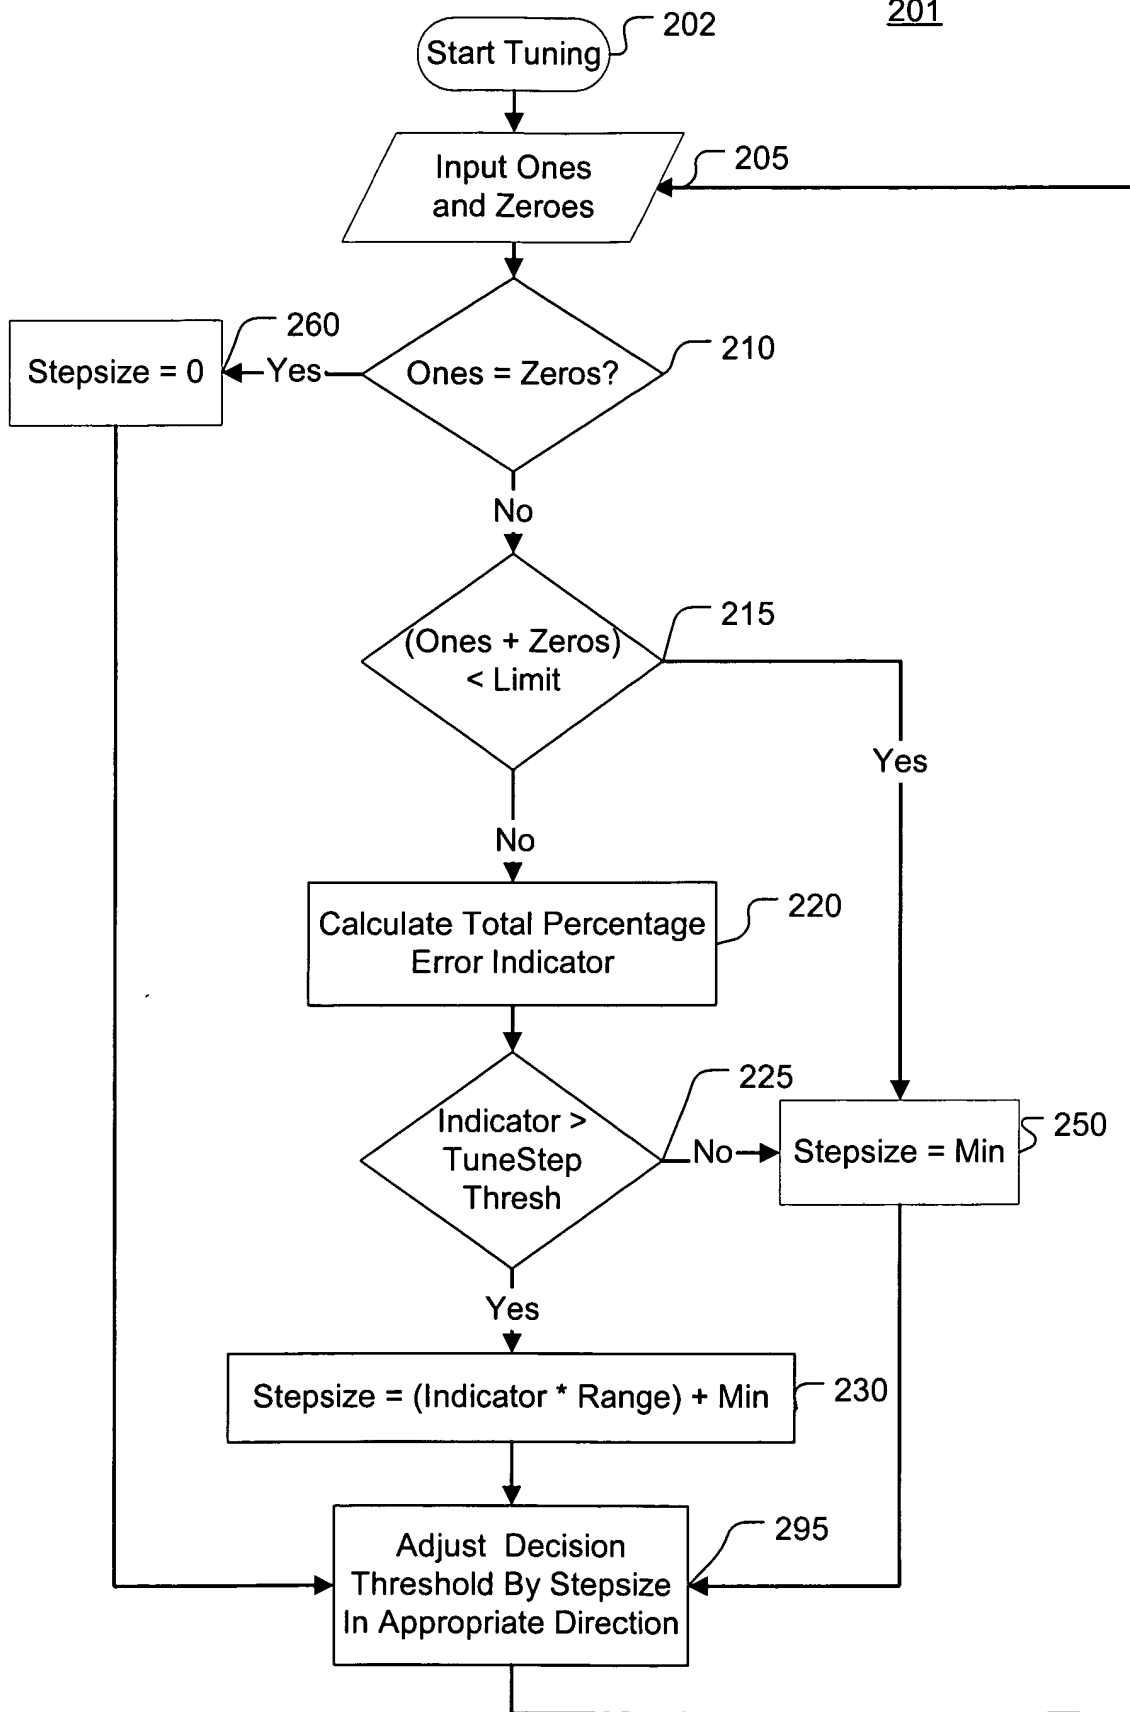 201
202
Start Tuning
205
Input Ones
and Zeroes
260
210
Stepsize = 0
Yes
Ones = Zeros?
No
215
(Ones + Zeros)
< Limit
Yes
No
220
Calculate Total Percentage
Error Indicator
225
Indicator >
TuneStep
Thresh
No
250
Stepsize = Min
Yes
230
Stepsize = (Indicator * Range) + Min
295
Adjust Decision
Threshold By Stepsize
In Appropriate Direction